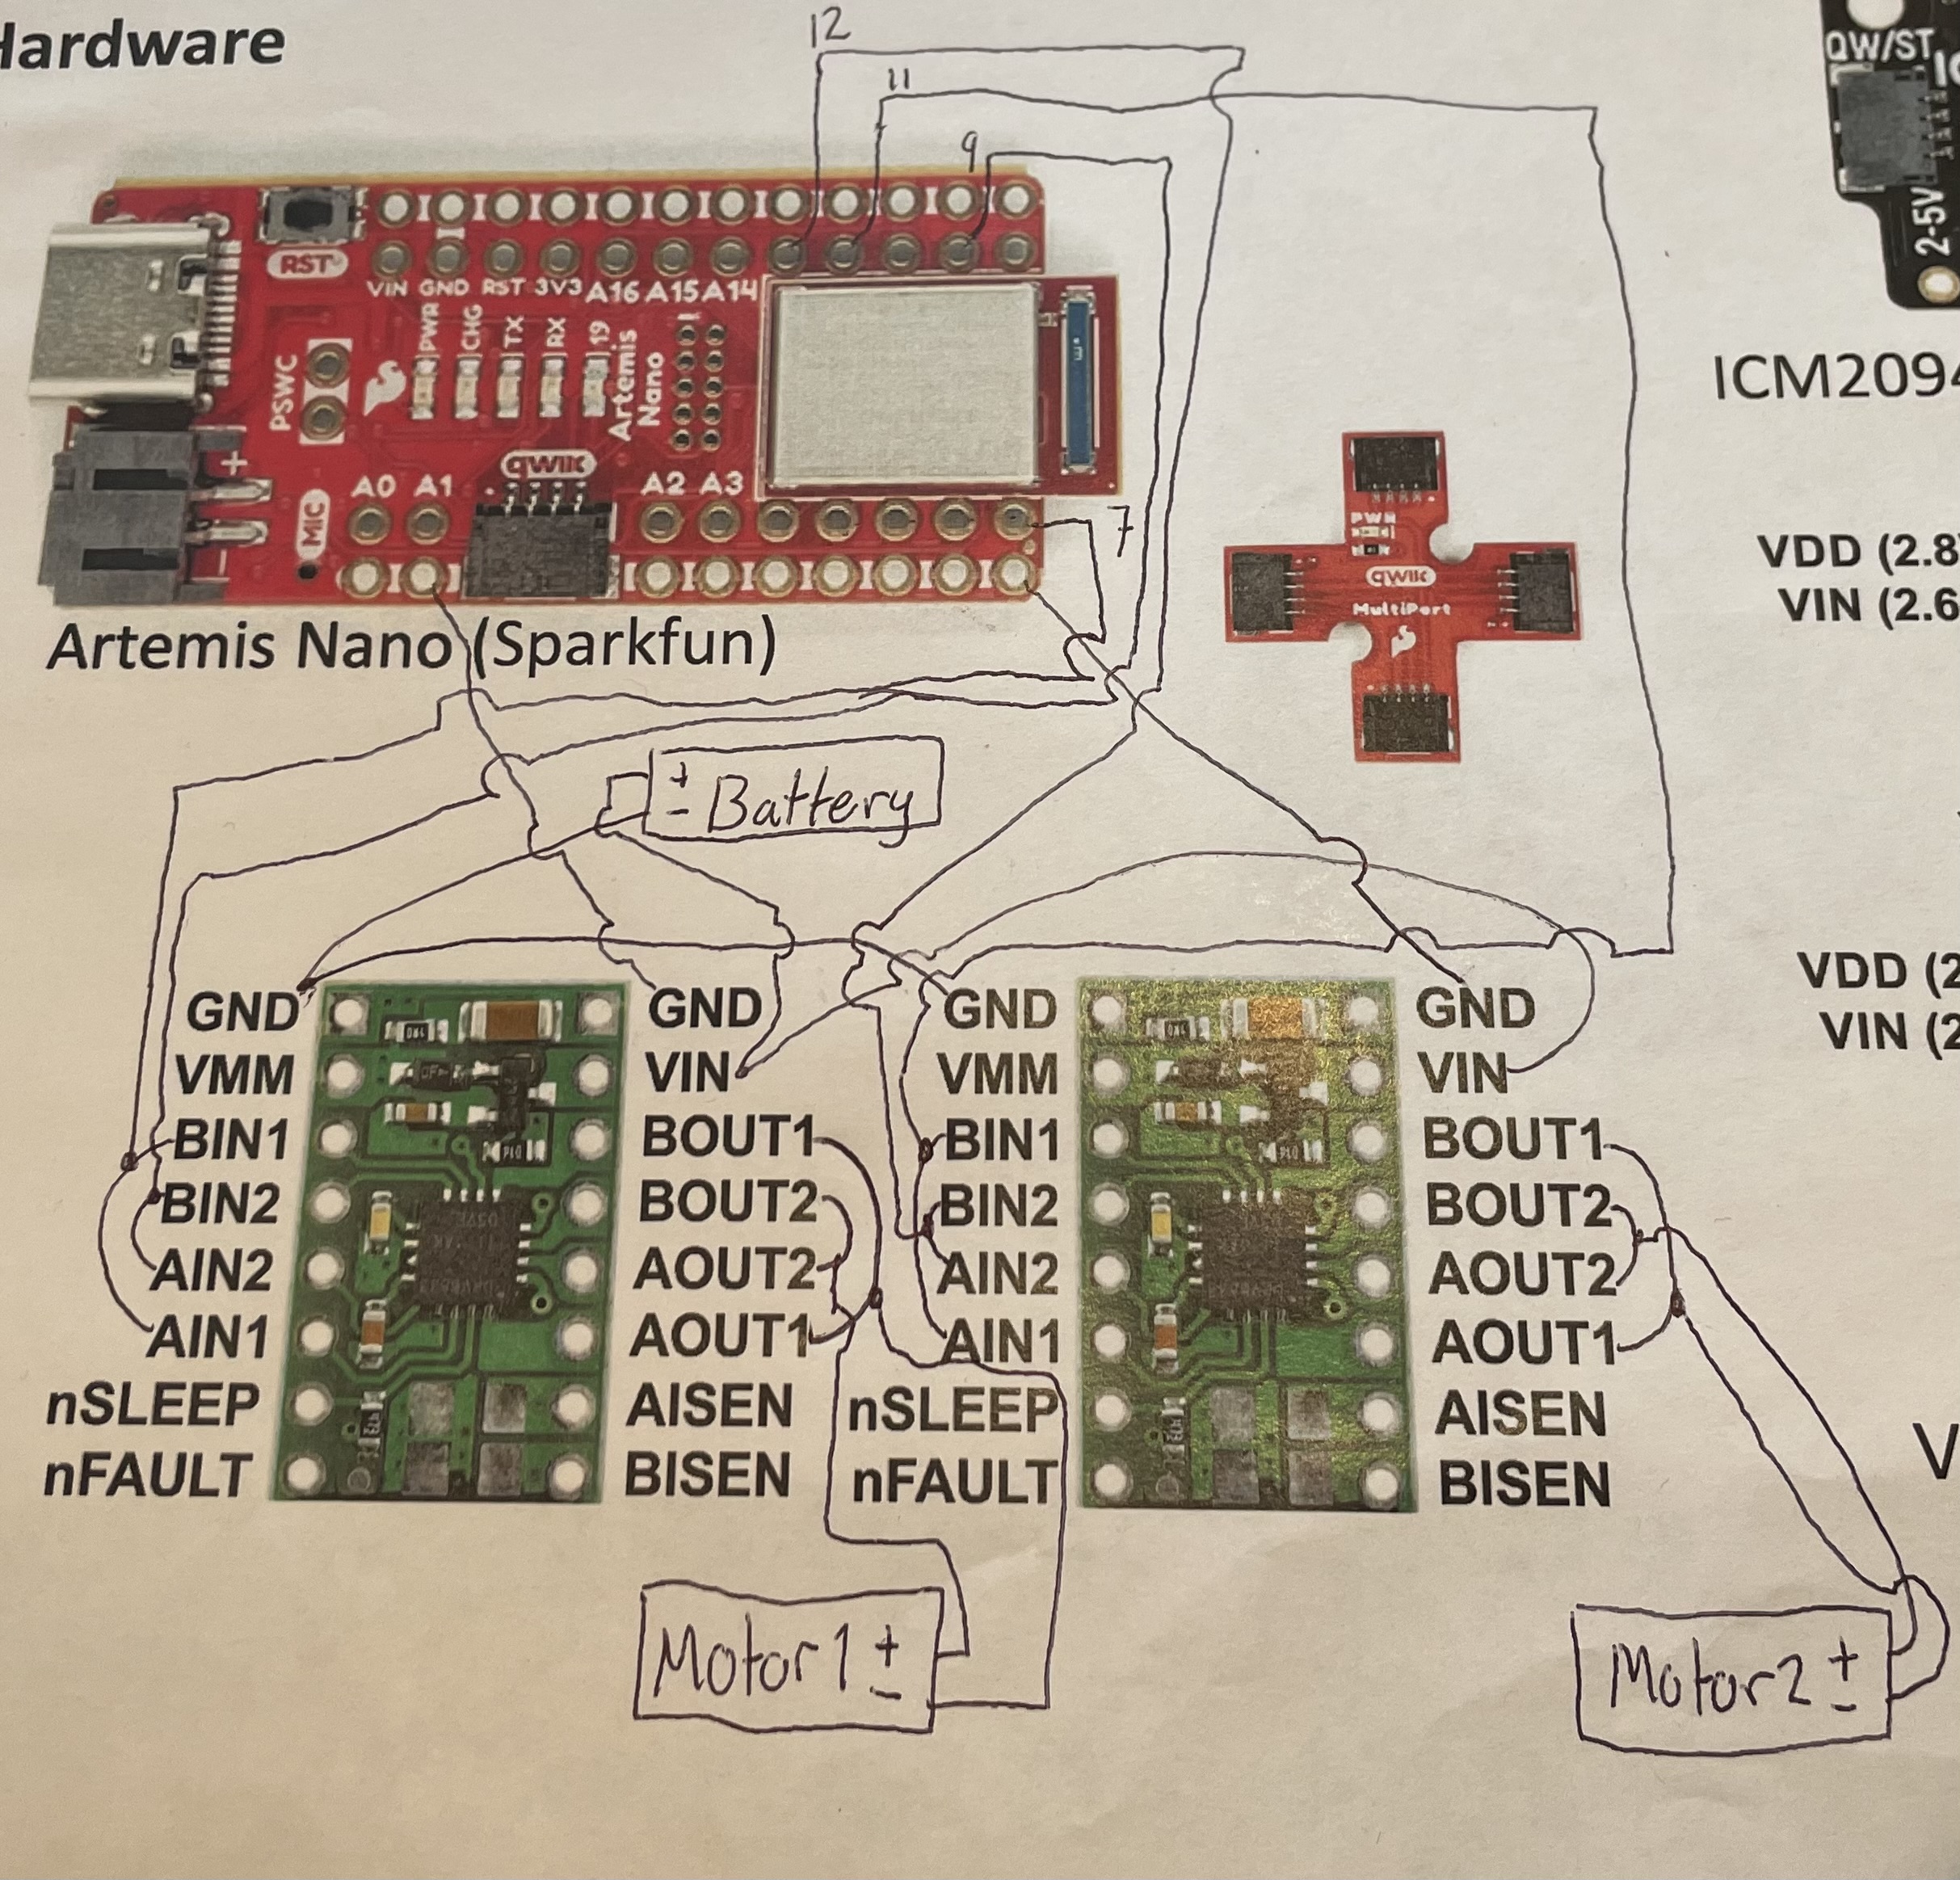 Hardware
12
11
9
QW/ST
2-5V
RST
VIN GND RST 3V3 A16 A15 A14
PWR
CHG
TX
RX
19
Artemis
Nano
PSWC
+
-
qwiic
A0 A1
A2 A3
MIC
7
Artemis Nano (Sparkfun)
PWR
qwiic
MultiPort
ICM2094
VDD (2.8
VIN (2.6
+
- Battery
VDD (2
VIN (2
GND
VMM
BIN1
BIN2
AIN2
AIN1
nSLEEP
nFAULT
GND
VIN
BOUT1
BOUT2
AOUT2
AOUT1
AISEN
BISEN
GND
VMM
BIN1
BIN2
AIN2
AIN1
nSLEEP
nFAULT
GND
VIN
BOUT1
BOUT2
AOUT2
AOUT1
AISEN
BISEN
V
Motor 1 +
-
Motor 2 +
-